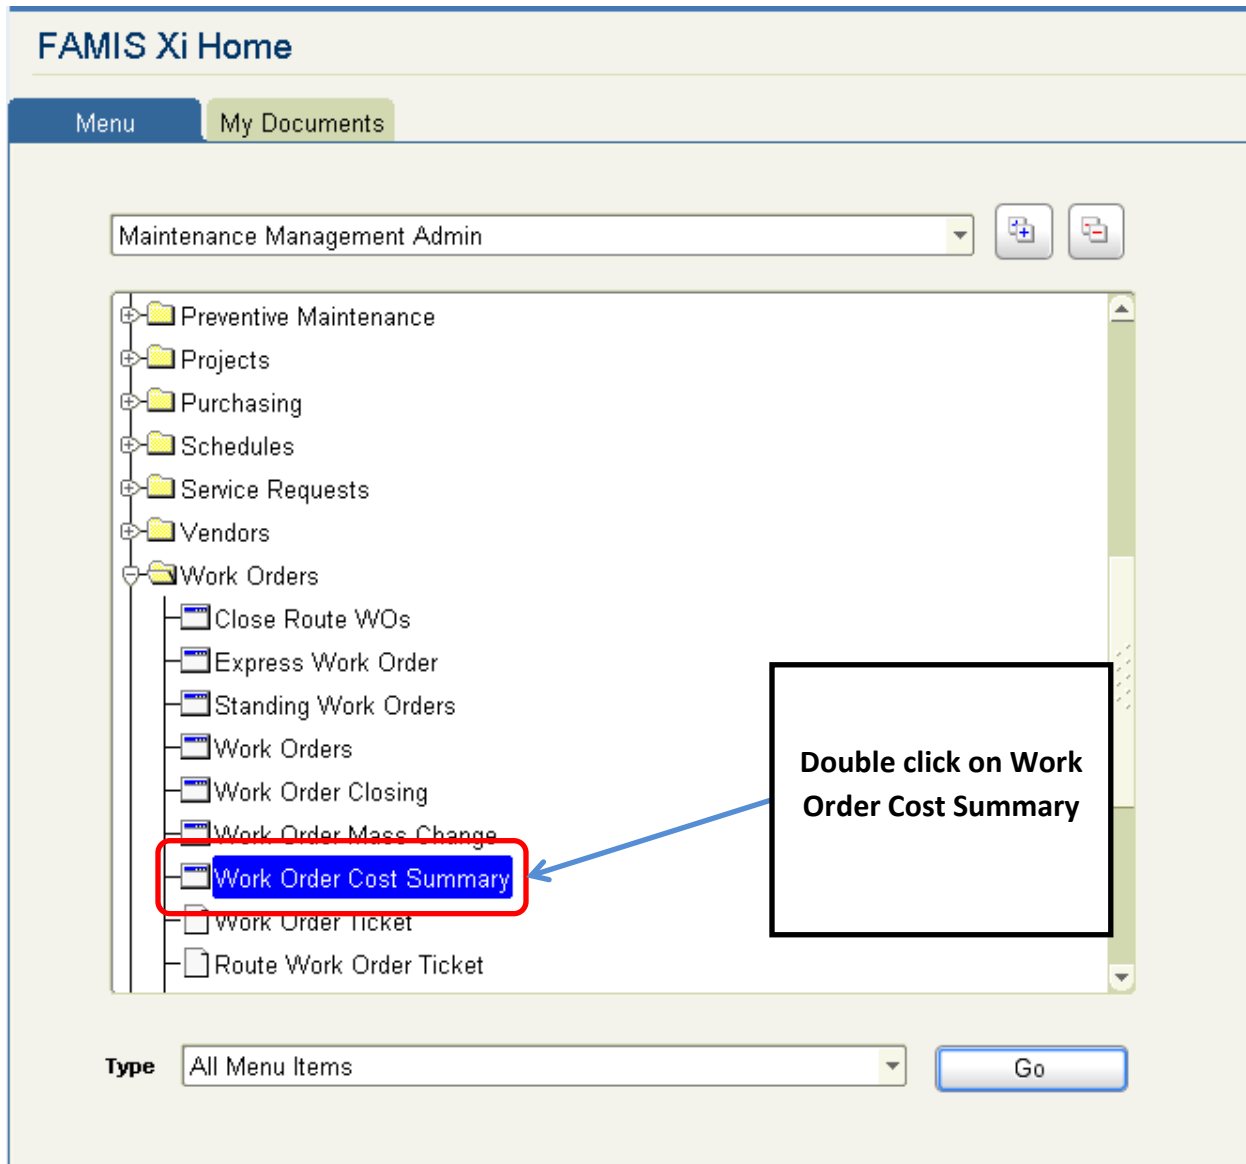 FAMIS Xi Home
Menu
My Documents
Maintenance Management Admin
Preventive Maintenance
Projects
Purchasing
Schedules
Service Requests
Vendors
Work Orders
Close Route WOs
Express Work Order
Standing Work Orders
Work Orders
Work Order Closing
Work Order Mass Change
Work Order Cost Summary
Work Order Ticket
Route Work Order Ticket
Double click on Work
Order Cost Summary
Type
All Menu Items
Go